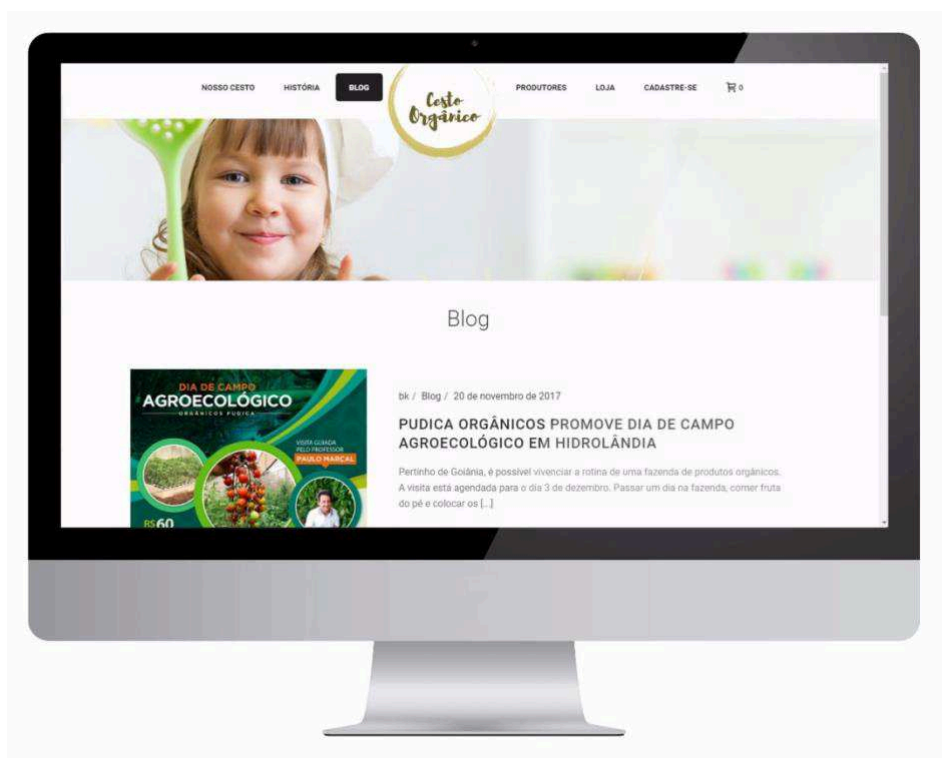 NOSSO CESTO HISTÓRIA BLOG Cesto Orgânico PRODUTORES LOJA CADASTRE-SE 0
Blog
DIA DE CAMPO
AGROECOLÓGICO
ORGÂNICOS PUDICA
VISITA GUIADA
PELO PROFESSOR
PAULO MARÇAL
R$ 60
bk / Blog / 20 de novembro de 2017
PUDICA ORGÂNICOS PROMOVE DIA DE CAMPO
AGROECOLÓGICO EM HIDROLÂNDIA
Pertinho de Goiânia, é possível vivenciar a rotina de uma fazenda de produtos orgânicos.
A visita está agendada para o dia 3 de dezembro. Passar um dia na fazenda, comer fruta
do pé e colocar os [...]